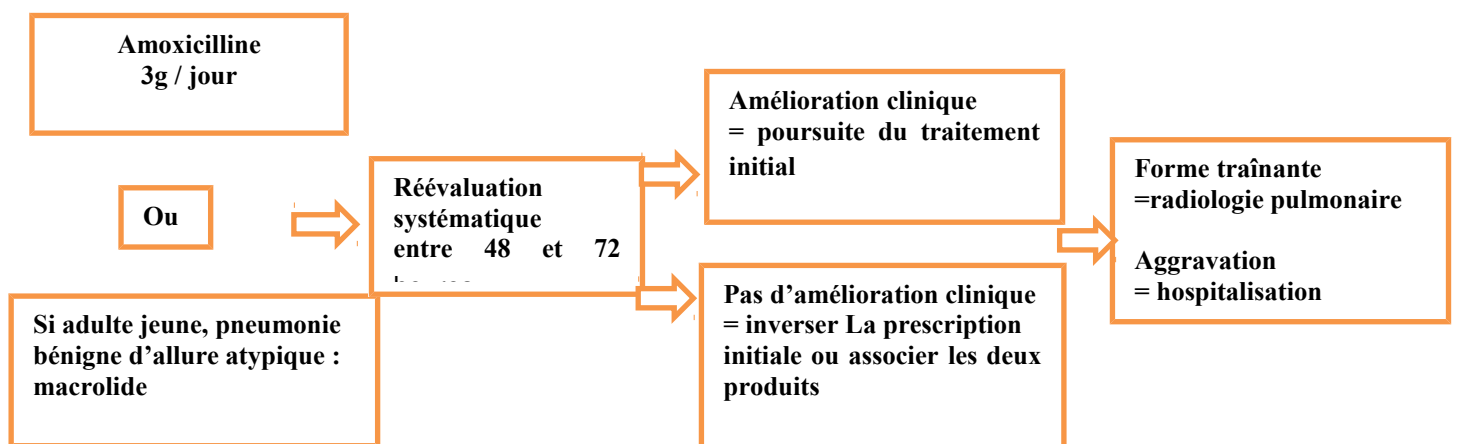 Amoxicilline
3g / jour
Ou
Si adulte jeune, pneumonie
bénigne d’allure atypique :
macrolide
Réévaluation
systématique
entre 48 et 72
Amélioration clinique
= poursuite du traitement
initial
Pas d’amélioration clinique
= inverser La prescription
initiale ou associer les deux
produits
Forme traînante
=radiologie pulmonaire
Aggravation
= hospitalisation